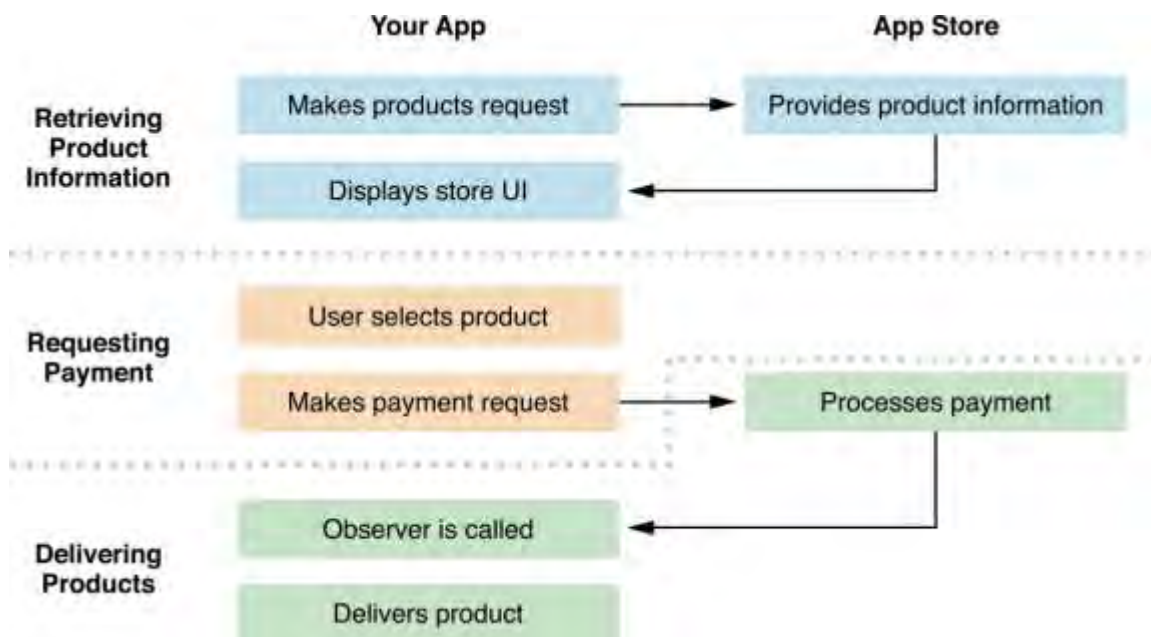 Your App
App Store
Retrieving
Product
Information
Makes products request
Provides product information
Displays store UI
Requesting
Payment
User selects product
Makes payment request
Processes payment
Delivering
Products
Observer is called
Delivers product